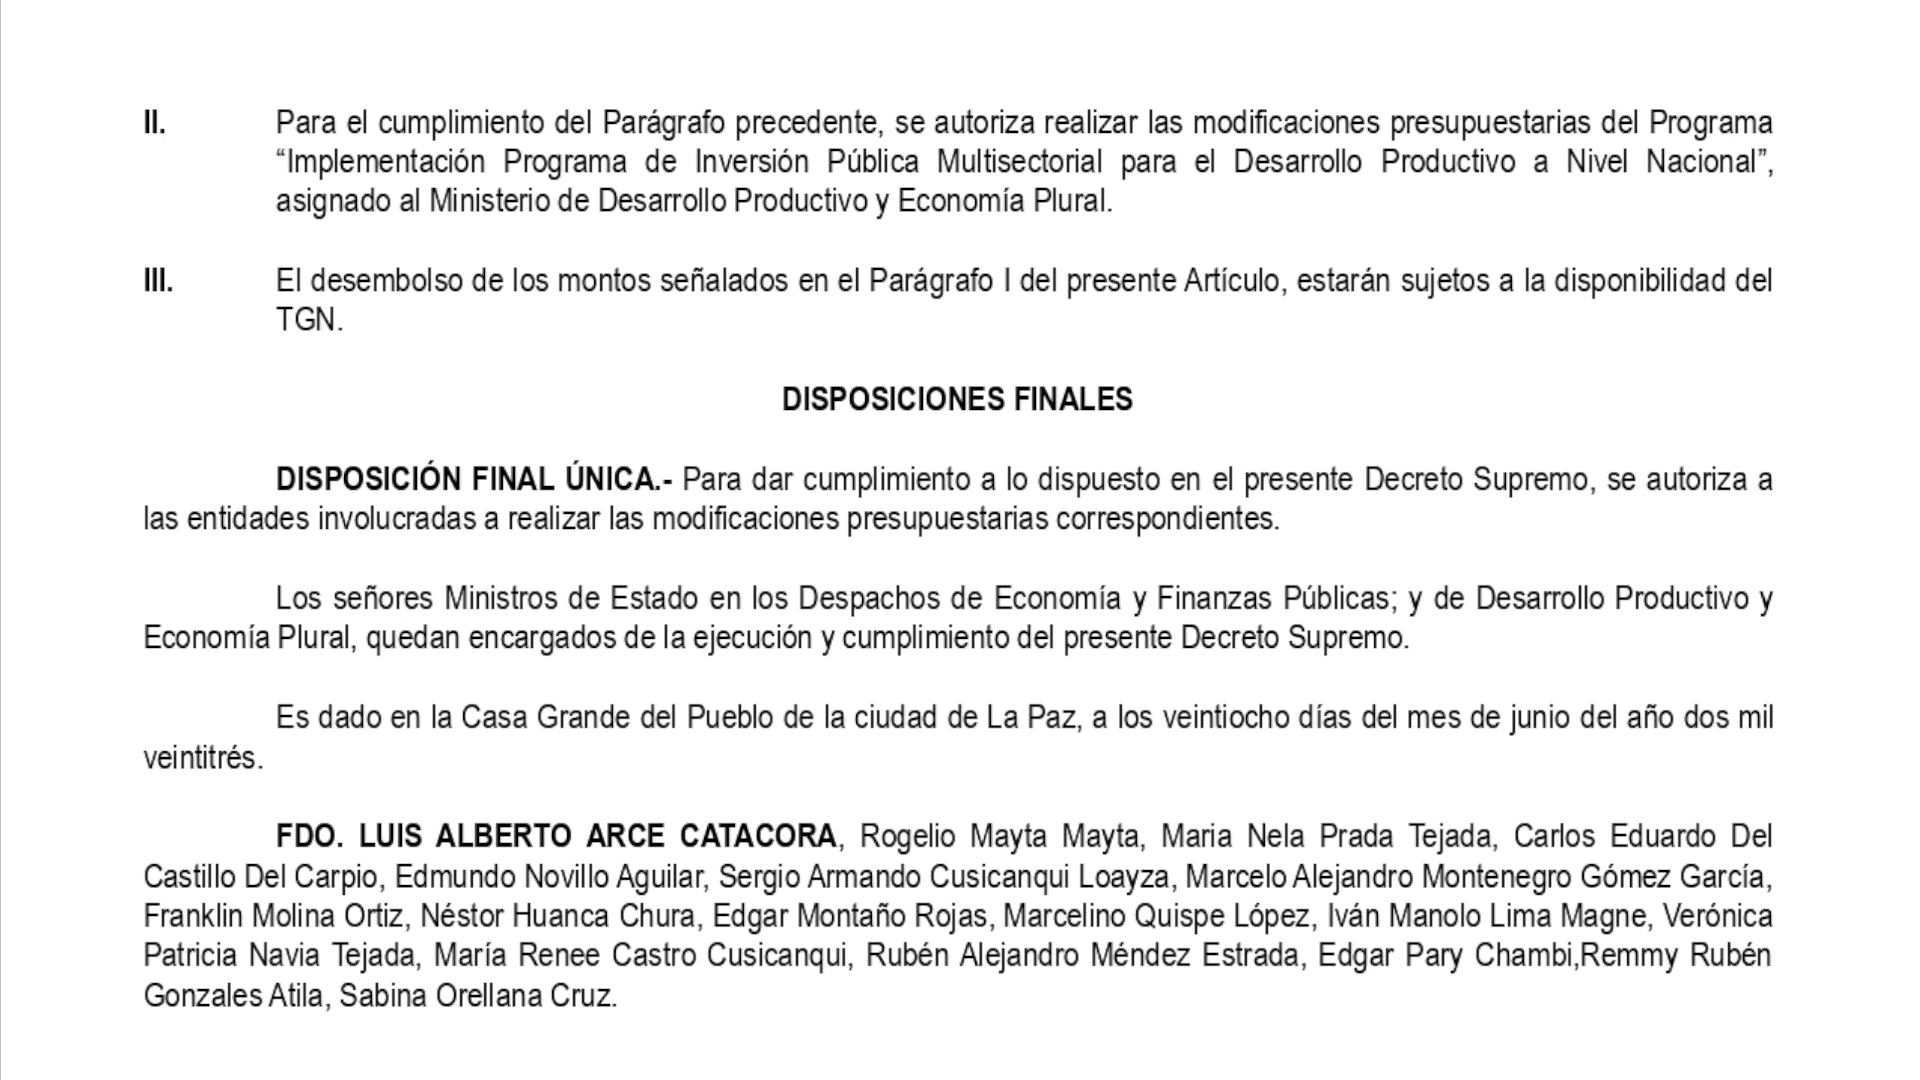 II. Para el cumplimiento del Parágrafo precedente, se autoriza realizar las modificaciones presupuestarias del Programa
“Implementación Programa de Inversión Pública Multisectorial para el Desarrollo Productivo a Nivel Nacional”,
asignado al Ministerio de Desarrollo Productivo y Economía Plural.
III. El desembolso de los montos señalados en el Parágrafo I del presente Artículo, estarán sujetos a la disponibilidad del
TGN.
DISPOSICIONES FINALES
DISPOSICIÓN FINAL ÚNICA.- Para dar cumplimiento a lo dispuesto en el presente Decreto Supremo, se autoriza a
las entidades involucradas a realizar las modificaciones presupuestarias correspondientes.
Los señores Ministros de Estado en los Despachos de Economía y Finanzas Públicas; y de Desarrollo Productivo y
Economía Plural, quedan encargados de la ejecución y cumplimiento del presente Decreto Supremo.
Es dado en la Casa Grande del Pueblo de la ciudad de La Paz, a los veintiocho días del mes de junio del año dos mil
veintitrés.
FDO. LUIS ALBERTO ARCE CATACORA, Rogelio Mayta Mayta, Maria Nela Prada Tejada, Carlos Eduardo Del
Castillo Del Carpio, Edmundo Novillo Aguilar, Sergio Armando Cusicanqui Loayza, Marcelo Alejandro Montenegro Gómez García,
Franklin Molina Ortiz, Néstor Huanca Chura, Edgar Montaño Rojas, Marcelino Quispe López, Iván Manolo Lima Magne, Verónica
Patricia Navia Tejada, María Renee Castro Cusicanqui, Rubén Alejandro Méndez Estrada, Edgar Pary Chambi,Remmy Rubén
Gonzales Atila, Sabina Orellana Cruz.